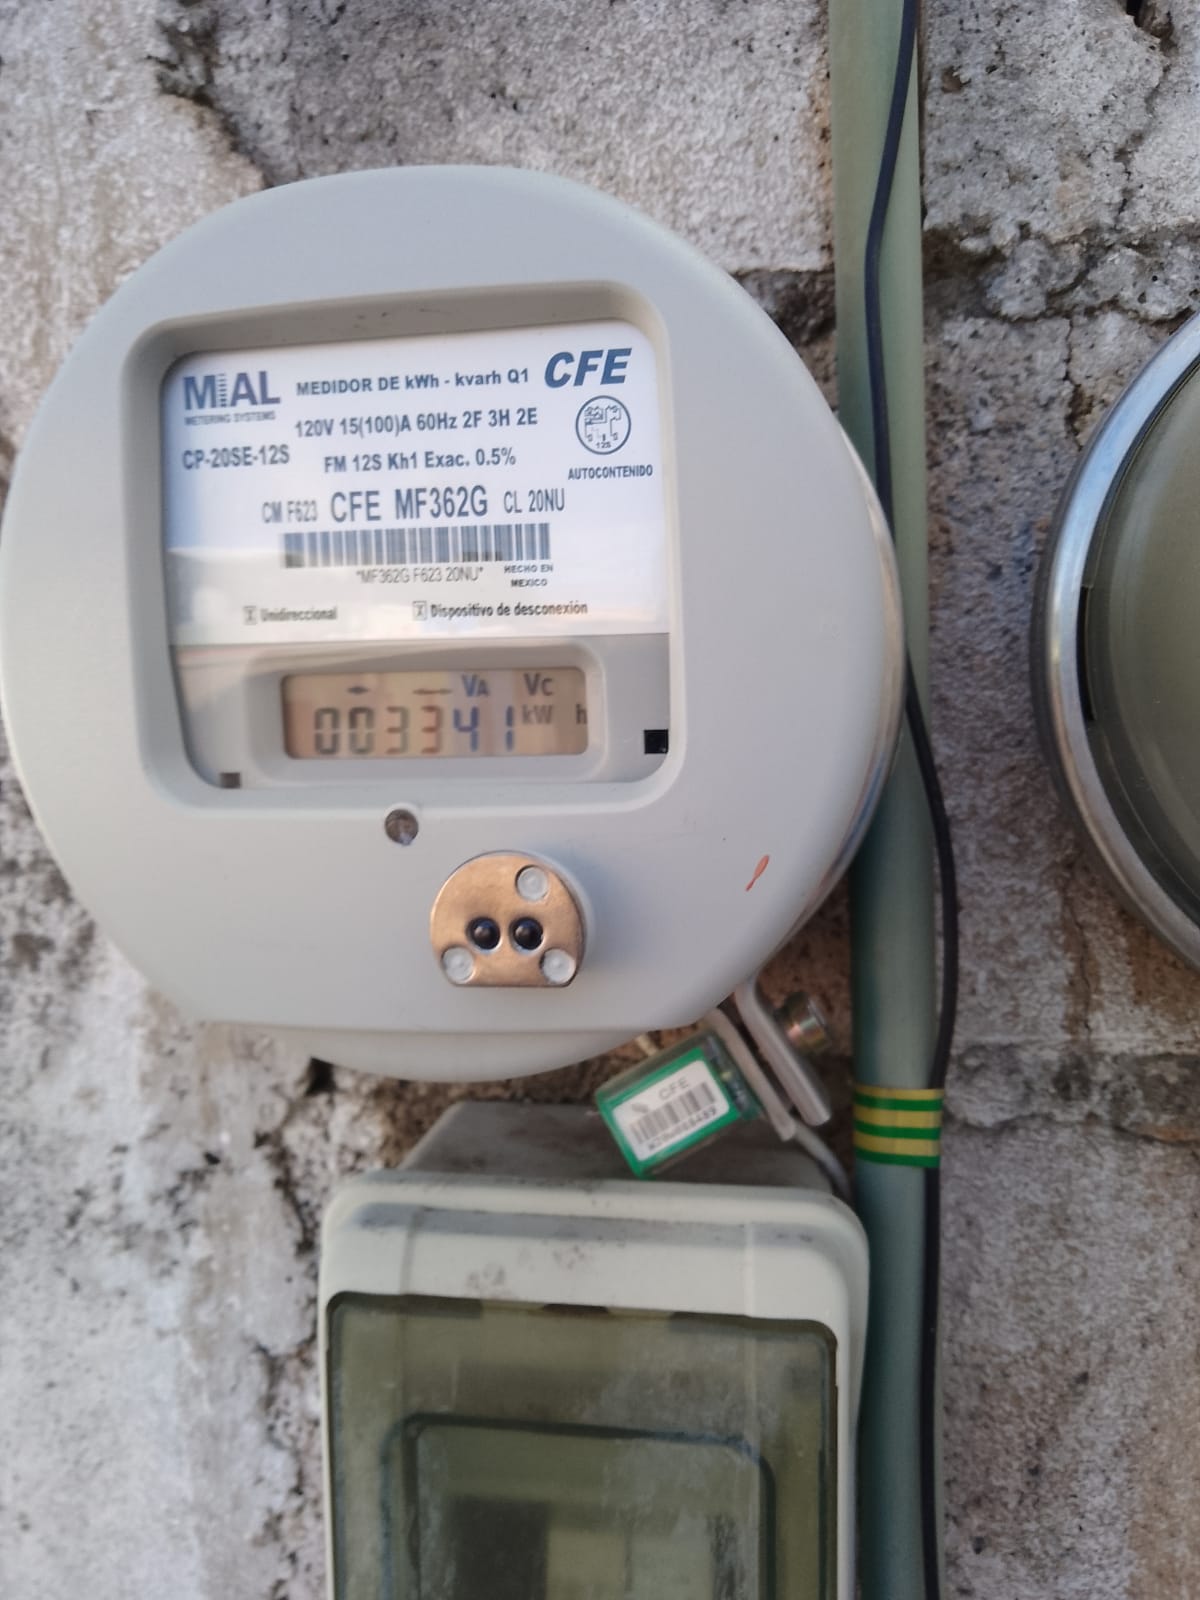 MIAL
METERING SYSTEMS
MEDIDOR DE kWh - kvarh Q1
CFE
120V 15(100)A 60Hz 2F 3H 2E
12S
CP-20SE-12S
FM 12S Kh1 Exac. 0.5%
AUTOCONTENIDO
CM F623 CFE MF362G CL 20NU
*MF362G F623 20NU*
HECHO EN
MEXICO
X Unidireccional
X Dispositivo de desconexión
VA VC
003341 kW h
CFE